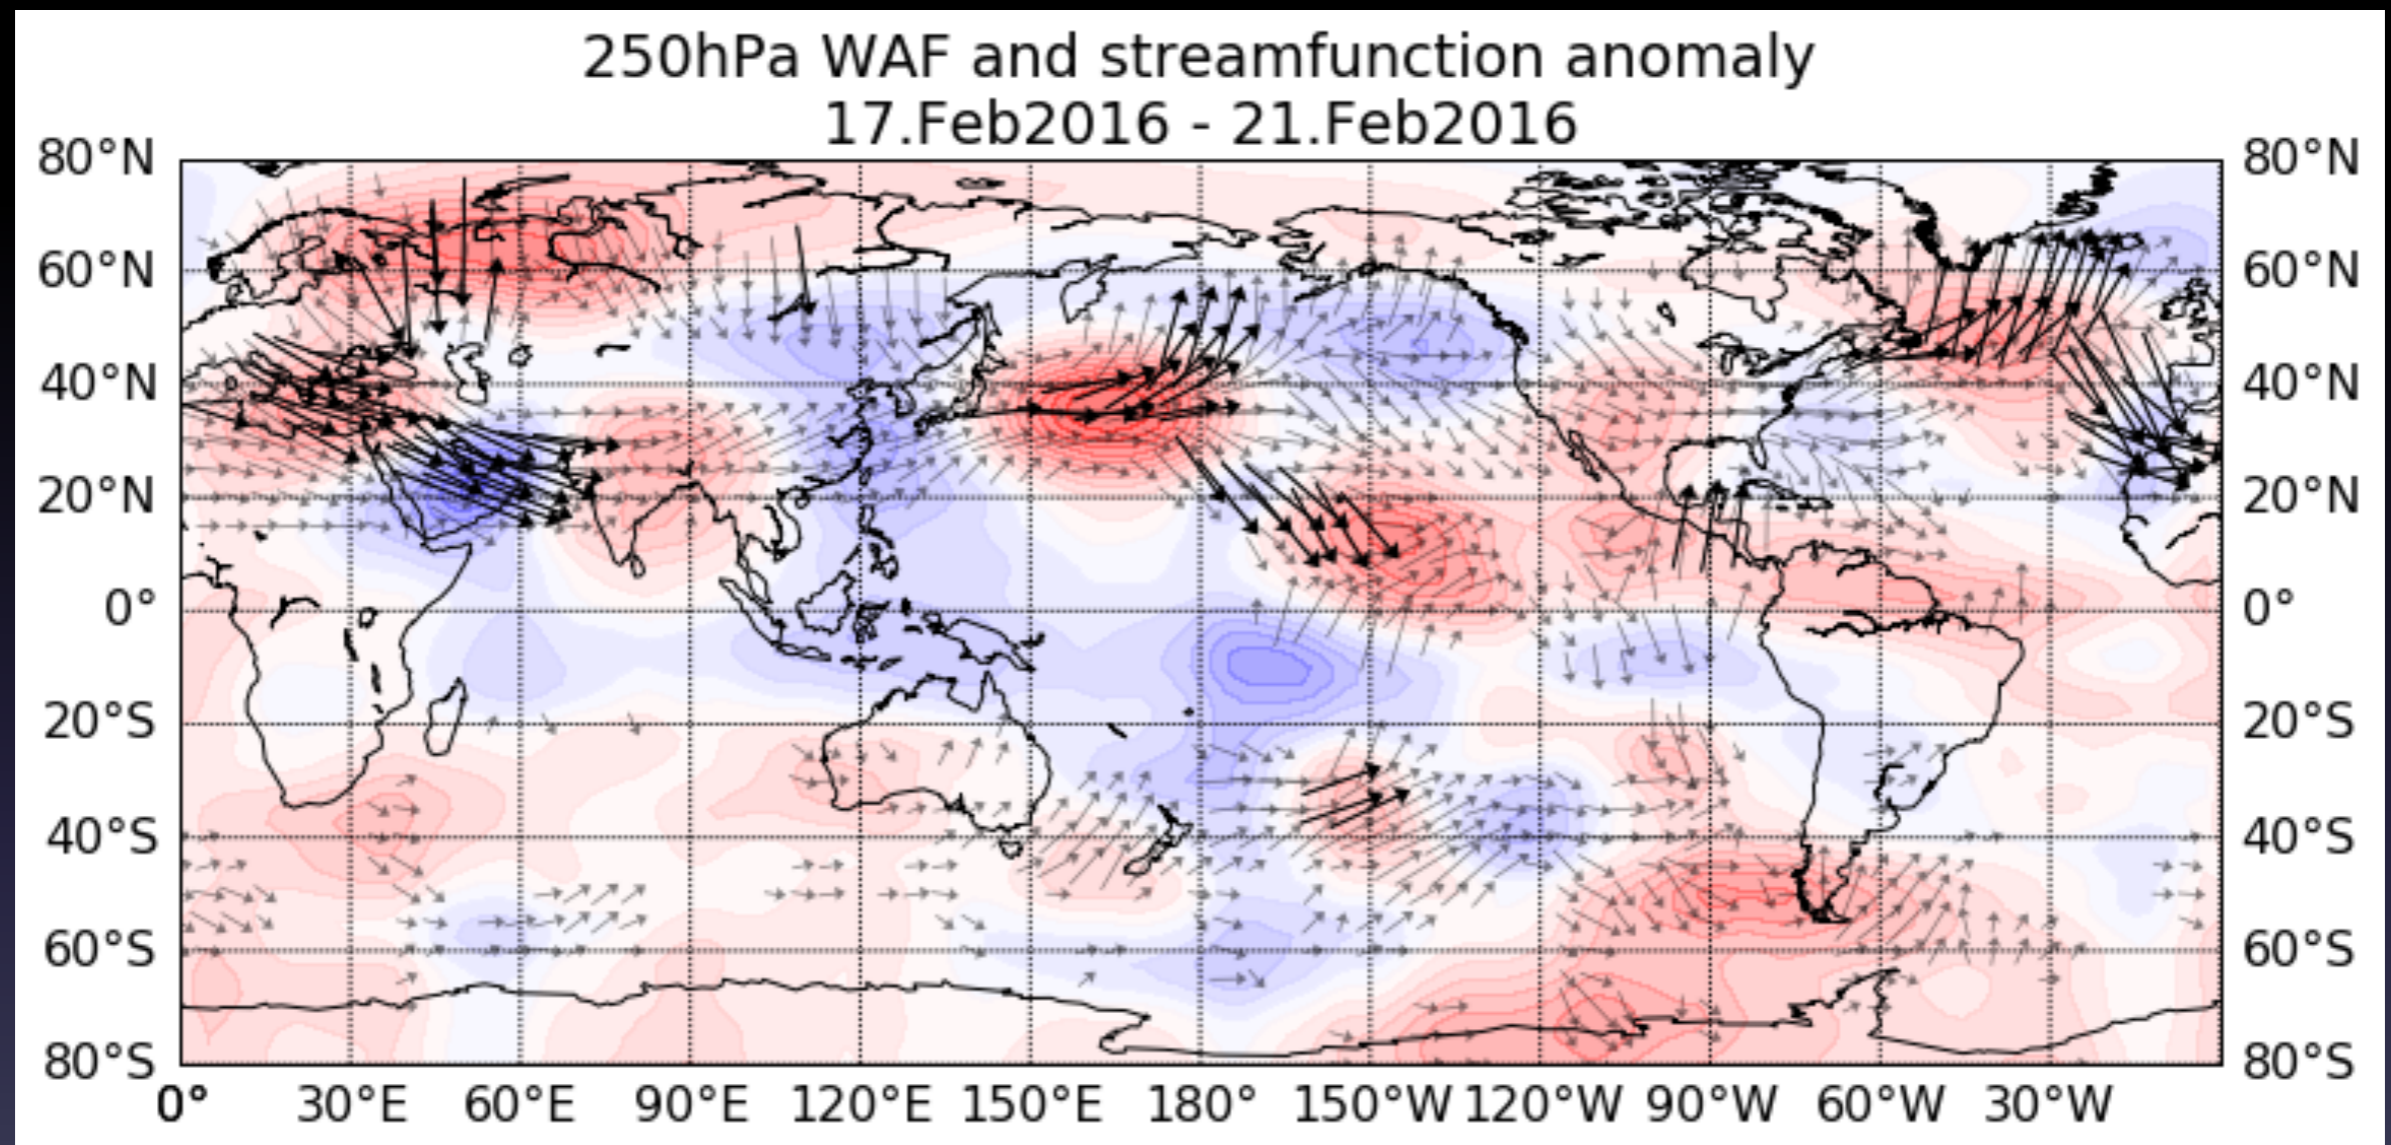 250hPa WAF and streamfunction anomaly
17.Feb2016 - 21.Feb2016
80°N 80°N
60°N 60°N
40°N 40°N
20°N 20°N
0° 0°
20°S 20°S
40°S 40°S
60°S 60°S
80°S 80°S
0° 30°E 60°E 90°E 120°E 150°E 180° 150°W 120°W 90°W 60°W 30°W